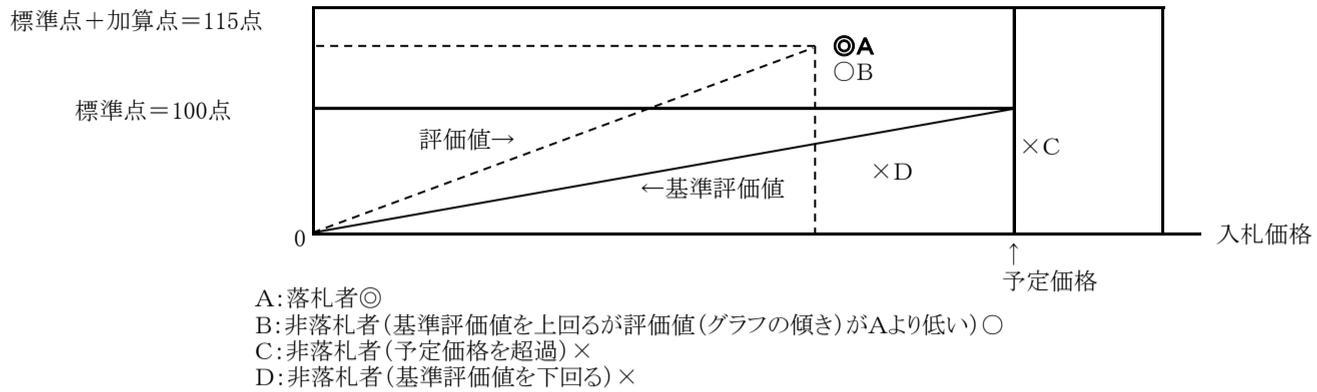 標準点＋加算点＝115点
◎A
○B
標準点＝100点
評価値→
×C
×D
←基準評価値
0
入札価格
↑
予定価格
A：落札者◎
B：非落札者（基準評価値を上回るが評価値（グラフの傾き）がAより低い）○
C：非落札者（予定価格を超過）×
D：非落札者（基準評価値を下回る）×